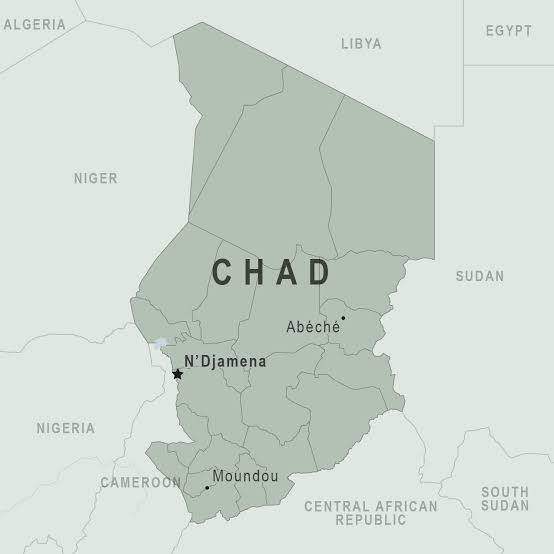 ALGERIA
LIBYA
EGYPT
NIGER
CHAD
SUDAN
Abéché
N'Djamena
NIGERIA
Moundou
CAMEROON
CENTRAL AFRICAN
REPUBLIC
SOUTH
SUDAN